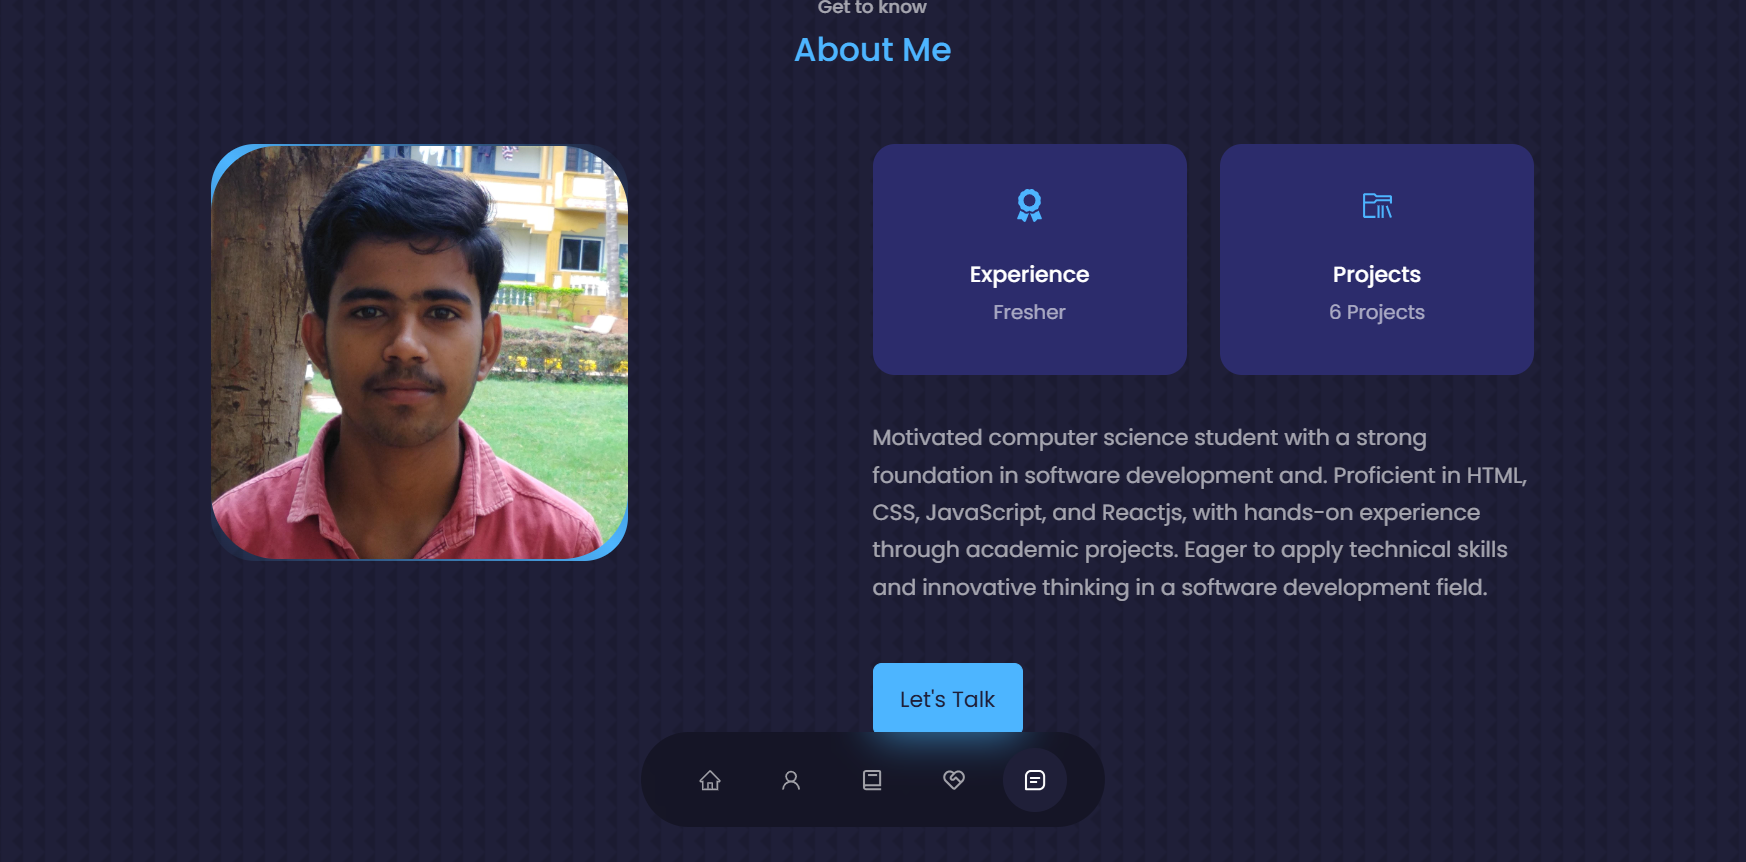 Get to know
About Me
Experience
Fresher
Projects
6 Projects
Motivated computer science student with a strong
foundation in software development and. Proficient in HTML,
CSS, JavaScript, and Reactjs, with hands-on experience
through academic projects. Eager to apply technical skills
and innovative thinking in a software development field.
Let's Talk